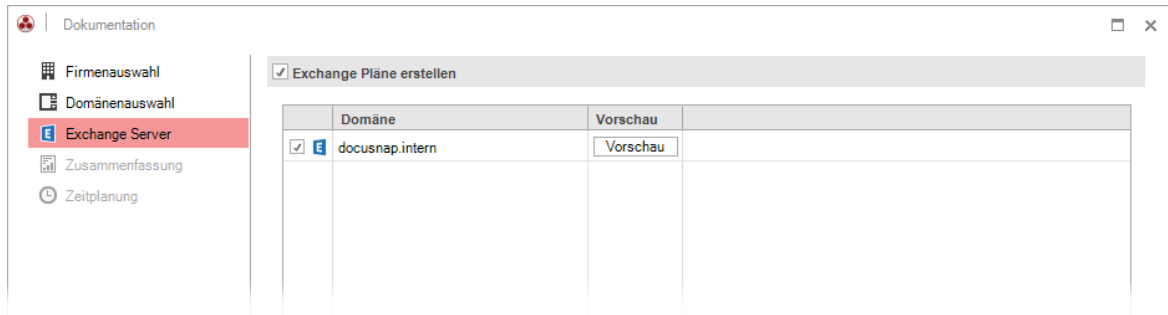 Dokumentation
Firmenauswahl
Domänenauswahl
Exchange Server
Zusammenfassung
Zeitplanung
Exchange Pläne erstellen
Domäne Vorschau
docusnap.intern Vorschau